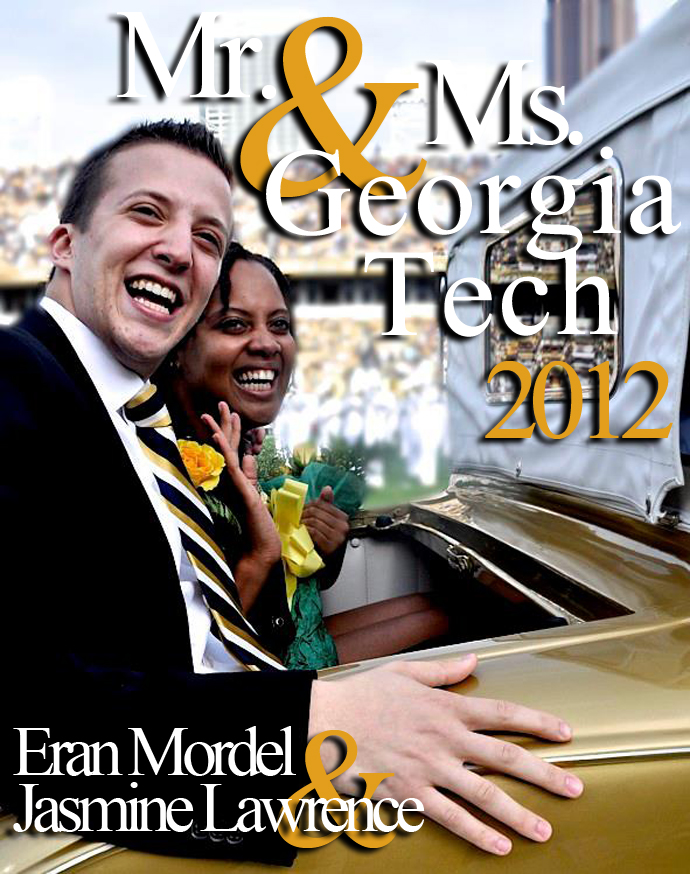 Mr. & Ms.
Georgia
Tech
2012
Eran Mordel
& 
Jasmine Lawrence